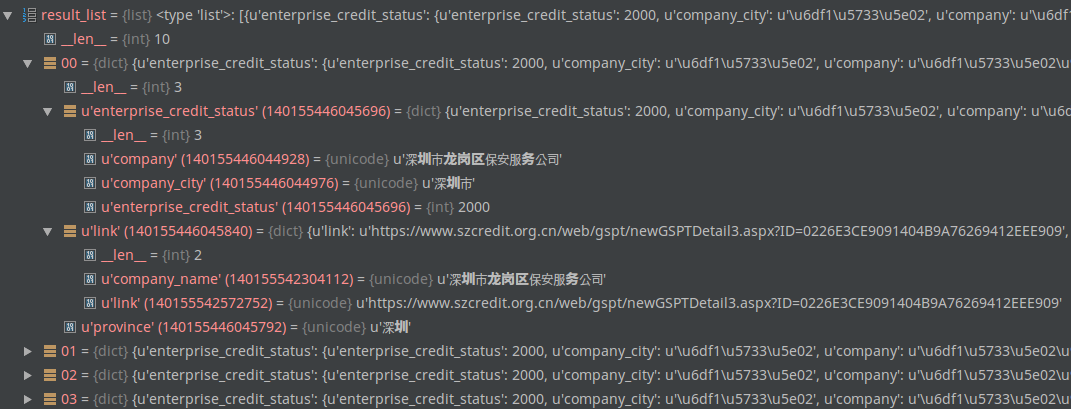 result_list = {list} <type 'list'>: [{u'enterprise_credit_status': {u'enterprise_credit_status': 2000, u'company_city': u'\u6df1\u5733\u5e02', u'company': u'\u6df1\u5733\u5e02\
__len__ = {int} 10
00 = {dict} {u'enterprise_credit_status': {u'enterprise_credit_status': 2000, u'company_city': u'\u6df1\u5733\u5e02', u'company': u'\u6df1\u5733\u5e02\u
__len__ = {int} 3
u'enterprise_credit_status' (140155446045696) = {dict} {u'enterprise_credit_status': 2000, u'company_city': u'\u6df1\u5733\u5e02', u'company': u'\u6d
__len__ = {int} 3
u'company' (140155446044928) = {unicode} u'深圳市龙岗区保安服务公司'
u'company_city' (140155446044976) = {unicode} u'深圳市'
u'enterprise_credit_status' (140155446045696) = {int} 2000
u'link' (140155446045840) = {dict} {u'link': u'https://www.szcredit.org.cn/web/gspt/newGSPTDetail3.aspx?ID=0226E3CE9091404B9A76269412EEE909',
__len__ = {int} 2
u'company_name' (140155542304112) = {unicode} u'深圳市龙岗区保安服务公司'
u'link' (140155542572752) = {unicode} u'https://www.szcredit.org.cn/web/gspt/newGSPTDetail3.aspx?ID=0226E3CE9091404B9A76269412EEE909'
u'province' (140155446045792) = {unicode} u'深圳'
01 = {dict} {u'enterprise_credit_status': {u'enterprise_credit_status': 2000, u'company_city': u'\u6df1\u5733\u5e02', u'company': u'\u6df1\u5733\u5e02\u
02 = {dict} {u'enterprise_credit_status': {u'enterprise_credit_status': 2000, u'company_city': u'\u6df1\u5733\u5e02', u'company': u'\u6df1\u5733\u5e02\u
03 = {dict} {u'enterprise_credit_status': {u'enterprise_credit_status': 2000, u'company_city': u'\u6df1\u5733\u5e02', u'company': u'\u6df1\u5733\u5e02\u